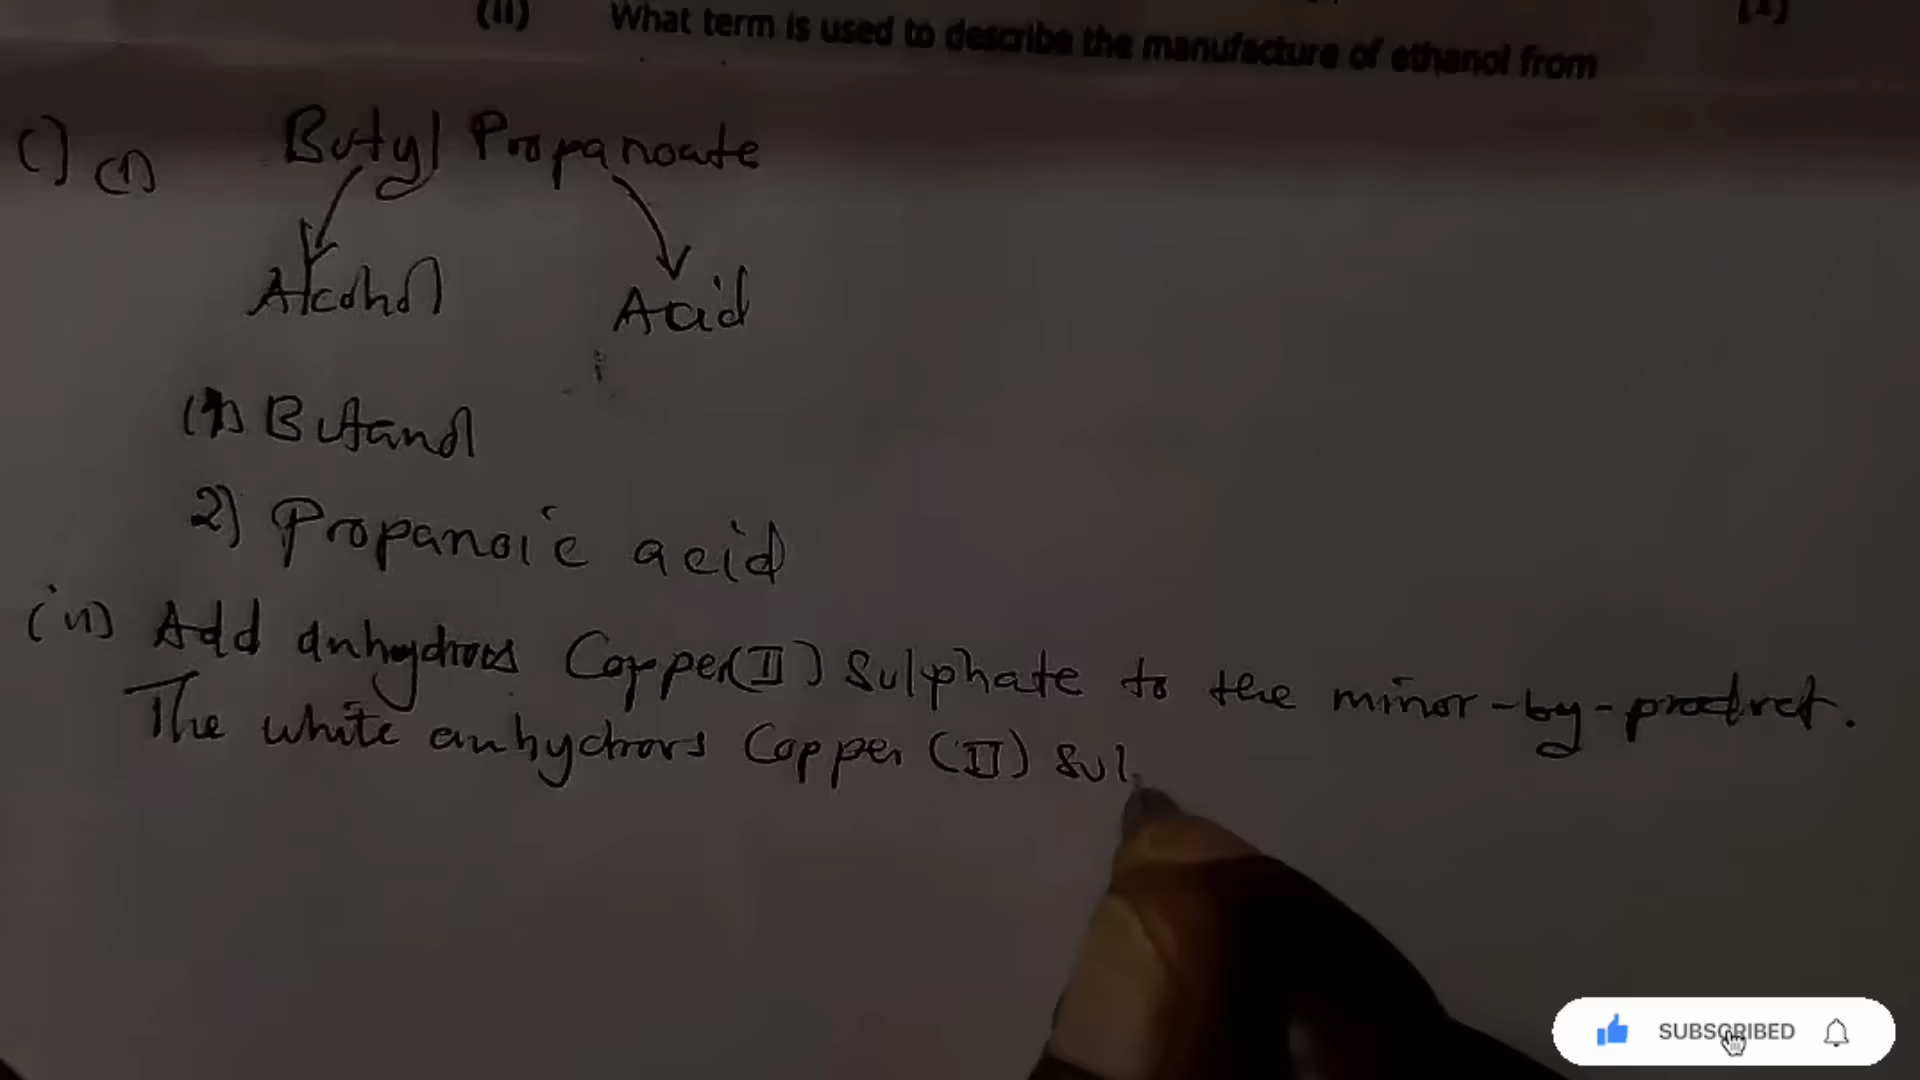 (ii) What term is used to describe the manufacture of ethanol from [1]
c) (1) Butyl Propanoate
Alcohol Acid
(1) Butanol
2) Propanoic acid
(ii) Add anhydrous Copper(II) Sulphate to the minor-by-product.
The white anhydrous Copper (II) Sul
SUBSCRIBED